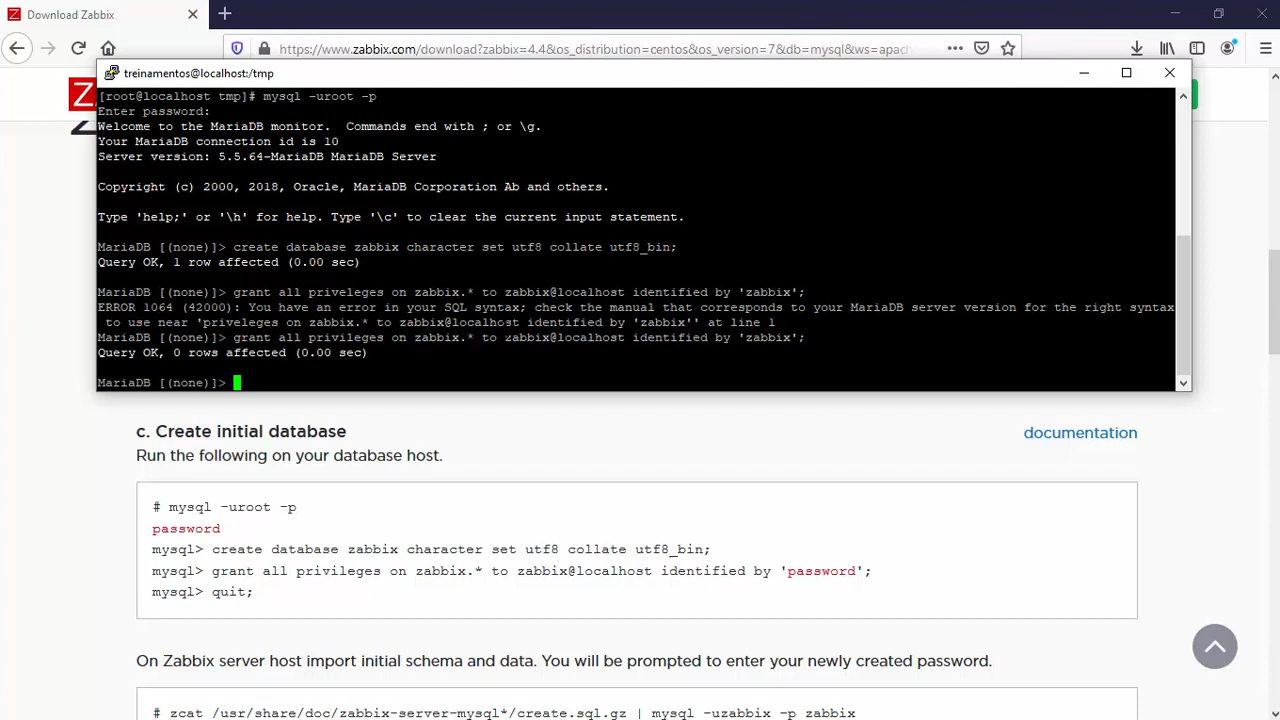 Download Zabbix
https://www.zabbix.com/download?zabbix=4.4&os_distribution=centos&os_version=7&db=mysql&ws=apach
treinamentos@localhost:/tmp
[root@localhost tmp]# mysql -uroot -p
Enter password:
Welcome to the MariaDB monitor.  Commands end with ; or \g.
Your MariaDB connection id is 10
Server version: 5.5.64-MariaDB MariaDB Server
Copyright (c) 2000, 2018, Oracle, MariaDB Corporation Ab and others.
Type 'help;' or '\h' for help. Type '\c' to clear the current input statement.
MariaDB [(none)]> create database zabbix character set utf8 collate utf8_bin;
Query OK, 1 row affected (0.00 sec)
MariaDB [(none)]> grant all priveleges on zabbix.* to zabbix@localhost identified by 'zabbix';
ERROR 1064 (42000): You have an error in your SQL syntax; check the manual that corresponds to your MariaDB server version for the right syntax
to use near 'priveleges on zabbix.* to zabbix@localhost identified by 'zabbix'' at line 1
MariaDB [(none)]> grant all privileges on zabbix.* to zabbix@localhost identified by 'zabbix';
Query OK, 0 rows affected (0.00 sec)
MariaDB [(none)]>
c. Create initial database
documentation
Run the following on your database host.
# mysql -uroot -p
password
mysql> create database zabbix character set utf8 collate utf8_bin;
mysql> grant all privileges on zabbix.* to zabbix@localhost identified by 'password';
mysql> quit;
On Zabbix server host import initial schema and data. You will be prompted to enter your newly created password.
# zcat /usr/share/doc/zabbix-server-mysql*/create.sql.gz | mysql -uzabbix -p zabbix